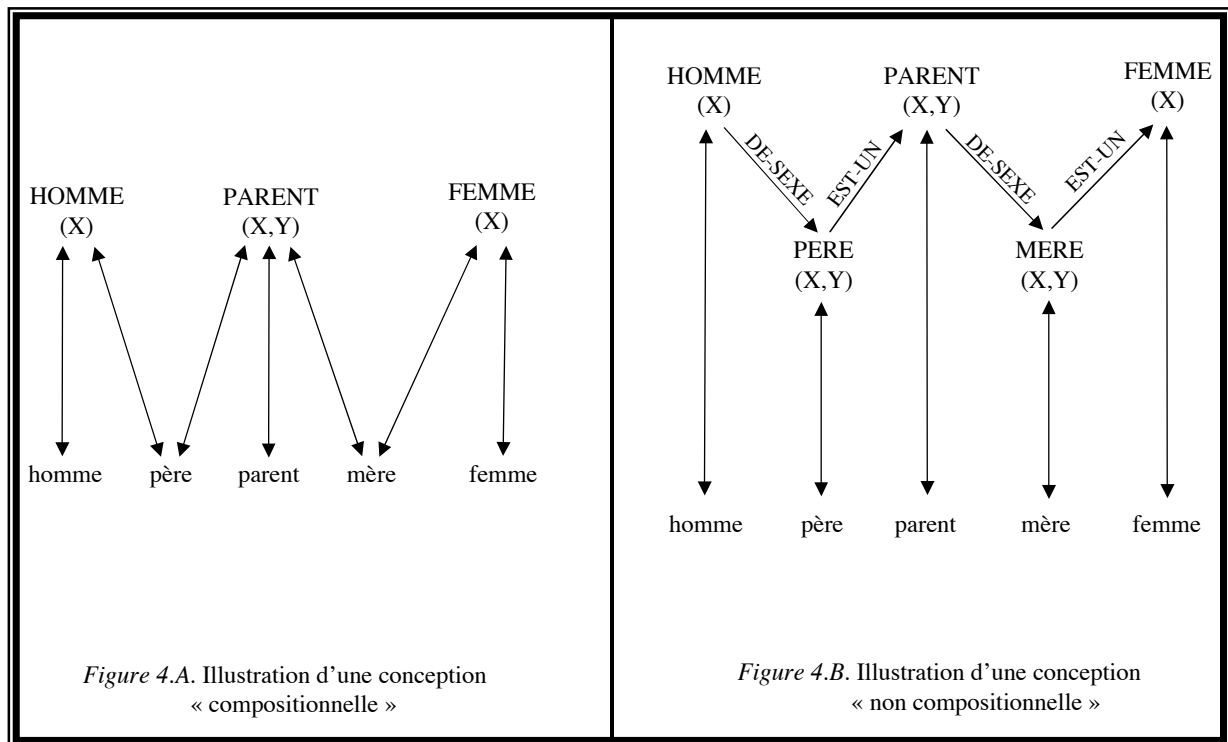 HOMME
(X)
PARENT
(X,Y)
FEMME
(X)
homme père parent mère femme
Figure 4.A. Illustration d'une conception
« compositionnelle »
HOMME
(X)
PARENT
(X,Y)
FEMME
(X)
DE-SEXE
EST-UN
DE-SEXE
EST-UN
PERE
(X,Y)
MERE
(X,Y)
homme père parent mère femme
Figure 4.B. Illustration d'une conception
« non compositionnelle »